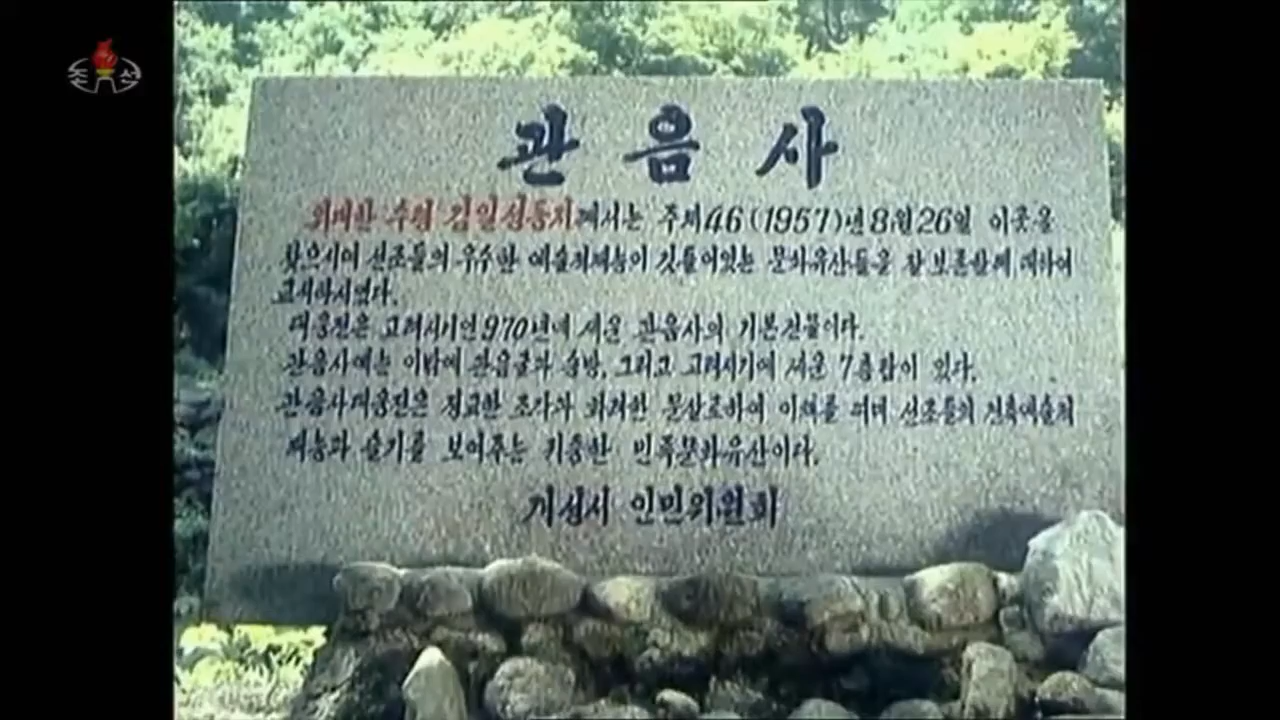 조선
관음사
위대한 수령 김일성동지께서는 주체46(1957)년 8월 26일 이곳을
찾으시여 선조들의 우수한 예술적재능이 깃들어있는 문화유산들을 잘 보존할데 대하여
교시하시였다.
대웅전은 고려시기인 970년에 세운 관음사의 기본건물이다.
관음사에는 이밖에 관음굴과 승방, 그리고 고려시기에 세운 7층탑이 있다.
관음사대웅전은 정교한 조각과 화려한 문살로하여 이채를 띠며 선조들의 건축예술적
재능과 슬기를 보여주는 귀중한 민족문화유산이다.
개성시 인민위원회